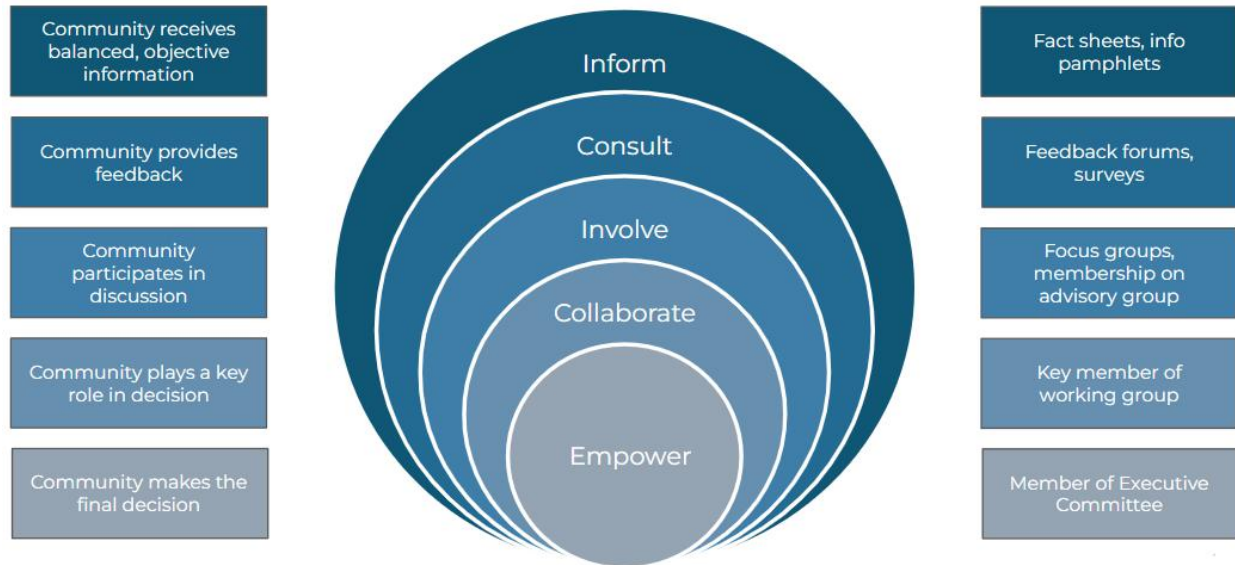 Community receives
balanced, objective
information
Community provides
feedback
Community
participates in
discussion
Community plays a key
role in decision
Community makes the
final decision
Inform
Consult
Involve
Collaborate
Empower
Fact sheets, info
pamphlets
Feedback forums,
surveys
Focus groups,
membership on
advisory group
Key member of
working group
Member of Executive
Committee